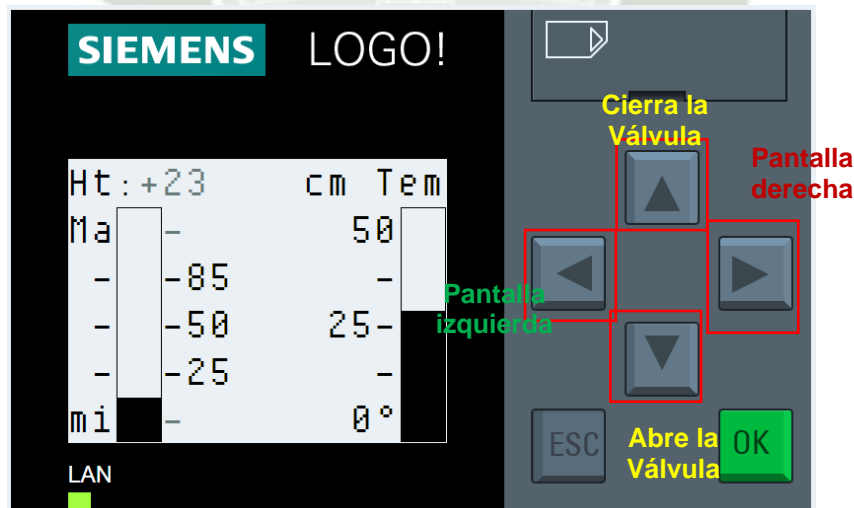 SIEMENS LOGO!
Cierra la
Válvula
Pantalla
derecha
Ht:+23 cm Tem
Ma - 50
- -85 -
- -50 25-
- -25 -
mi - 0°
Pantalla
izquierda
ESC
Abre la
Válvula
OK
LAN